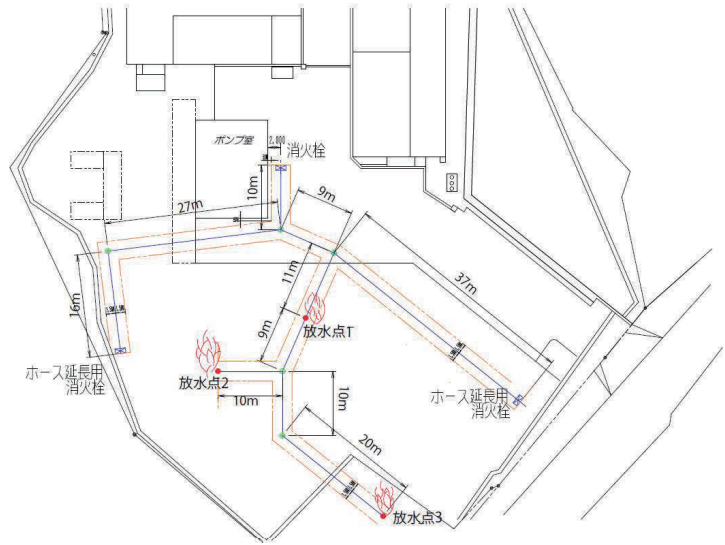 ポンプ室
2,000
消火栓
10m
9m
27m
11m
37m
16m
9m
放水点1
ホース延長用
消火栓
放水点2
10m
10m
ホース延長用
消火栓
20m
放水点3